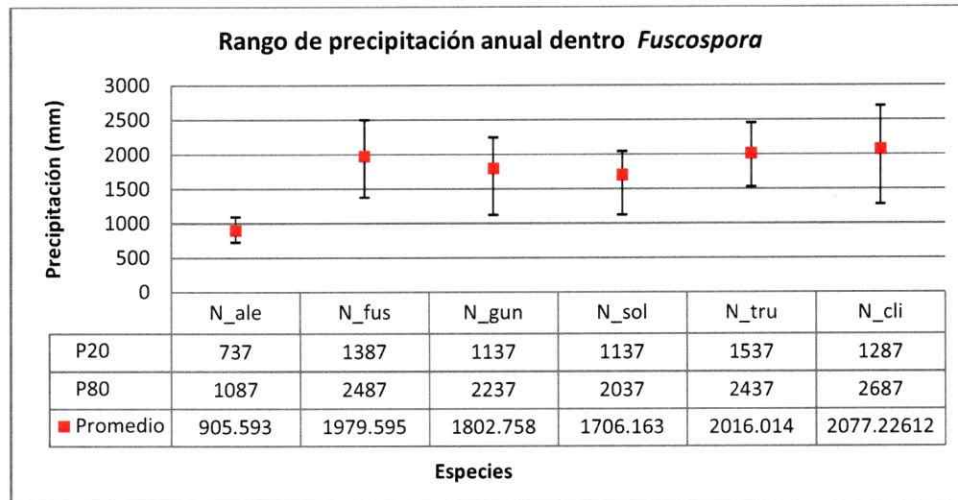 Rango de precipitación anual dentro Fuscospora
Precipitación (mm)
3000
2500
2000
1500
1000
500
0
N_ale N_fus N_gun N_sol N_tru N_cli
P20 737 1387 1137 1137 1537 1287
P80 1087 2487 2237 2037 2437 2687
Promedio 905.593 1979.595 1802.758 1706.163 2016.014 2077.22612
Especies